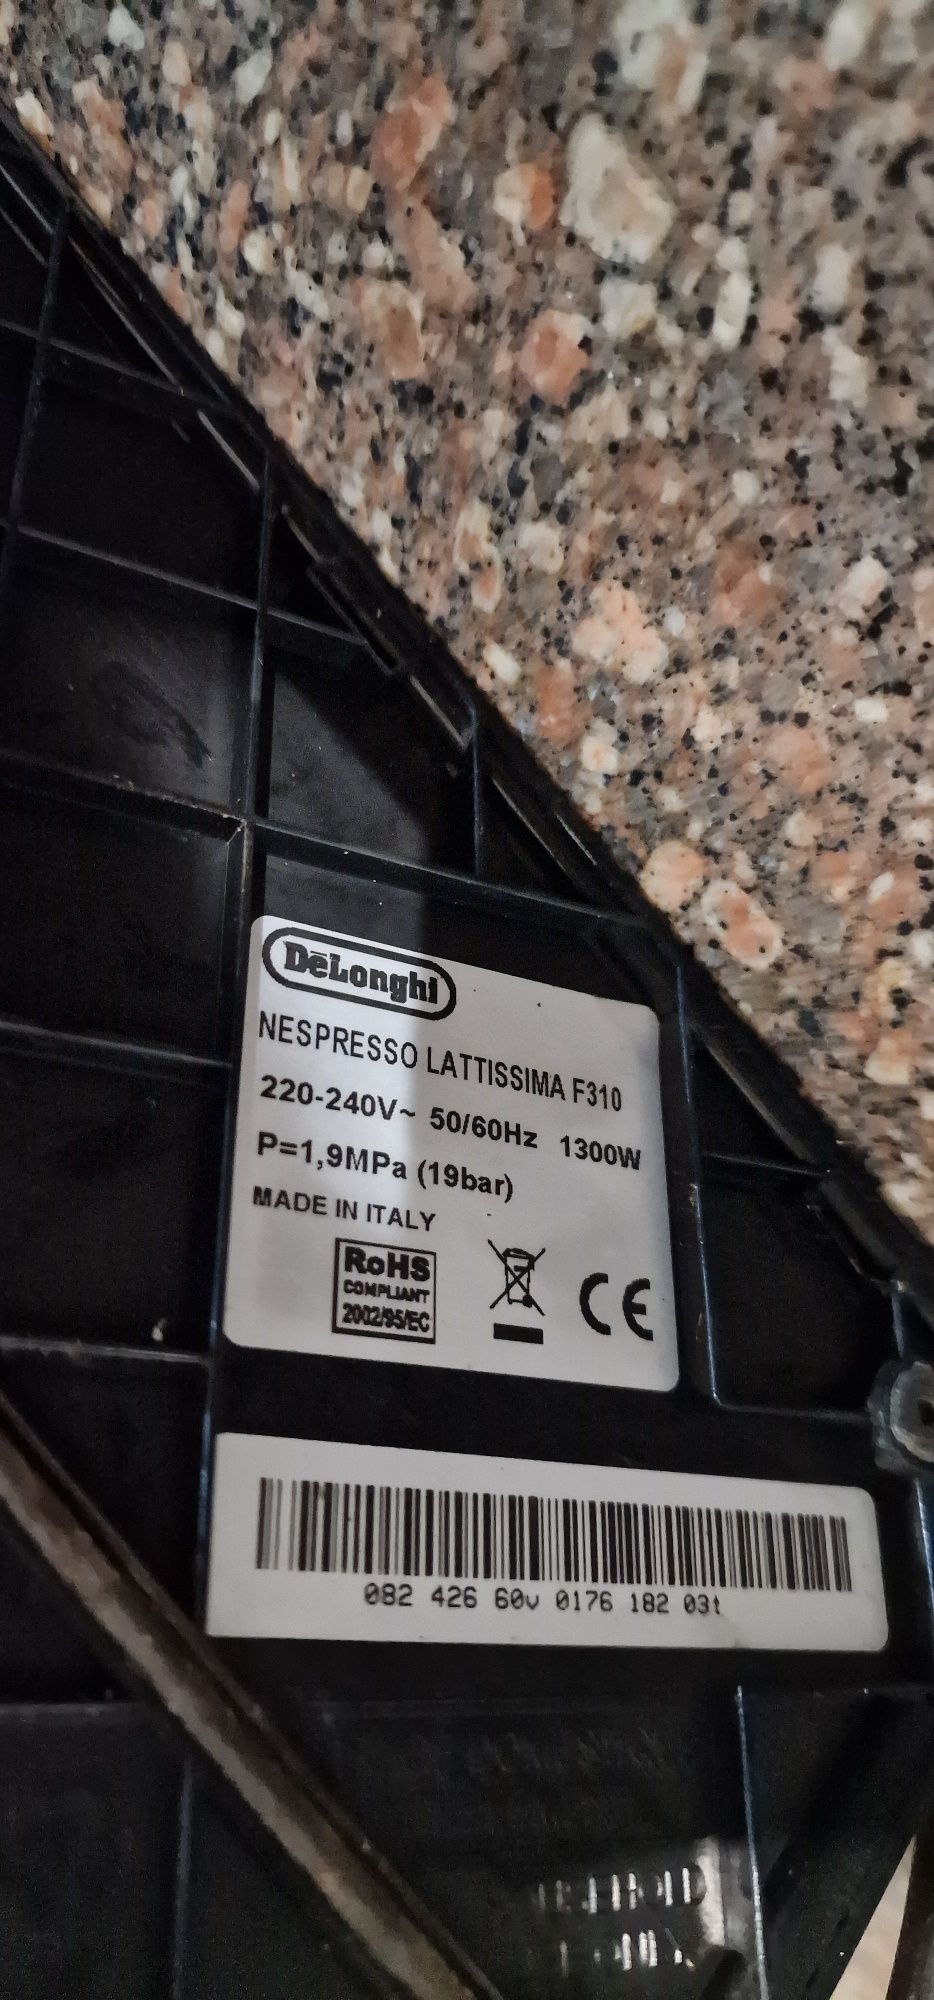 DeLonghi
NESPRESSO LATTISSIMA F310
220-240V~ 50/60Hz 1300W
P=1,9MPa (19bar)
MADE IN ITALY
RoHS
COMPLIANT
2002/95/EC
CE
082 426 60v 0176 182 03t